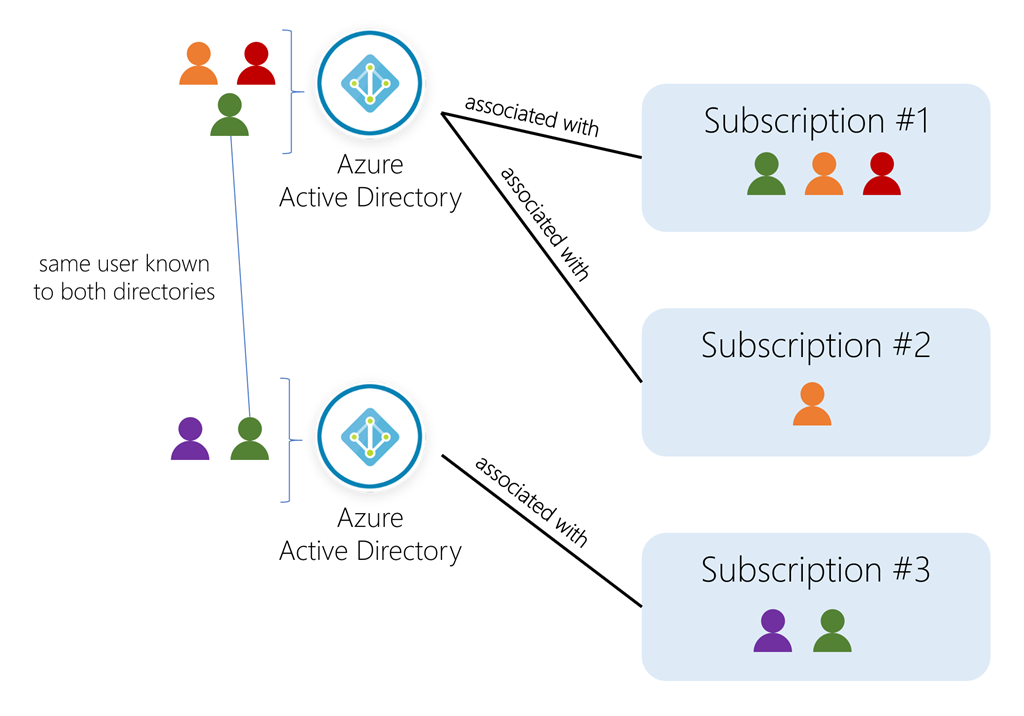 associated with
Subscription #1
Azure
Active Directory
associated with
same user known
to both directories
Subscription #2
associated with
Azure
Active Directory
Subscription #3